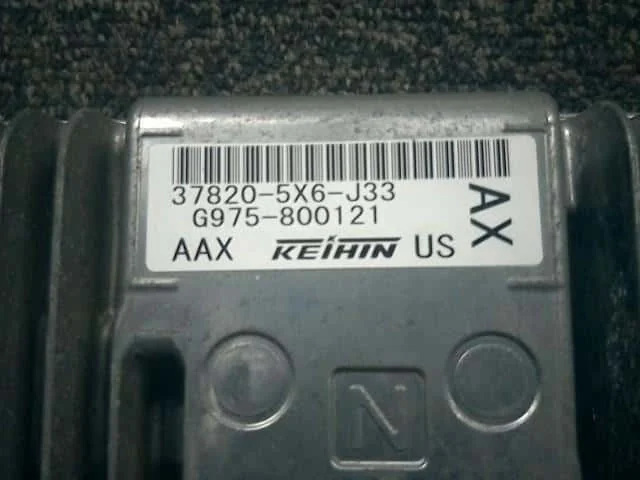 37820-5X6-J33
G975-800121
AAX KEIHIN US
AX
N